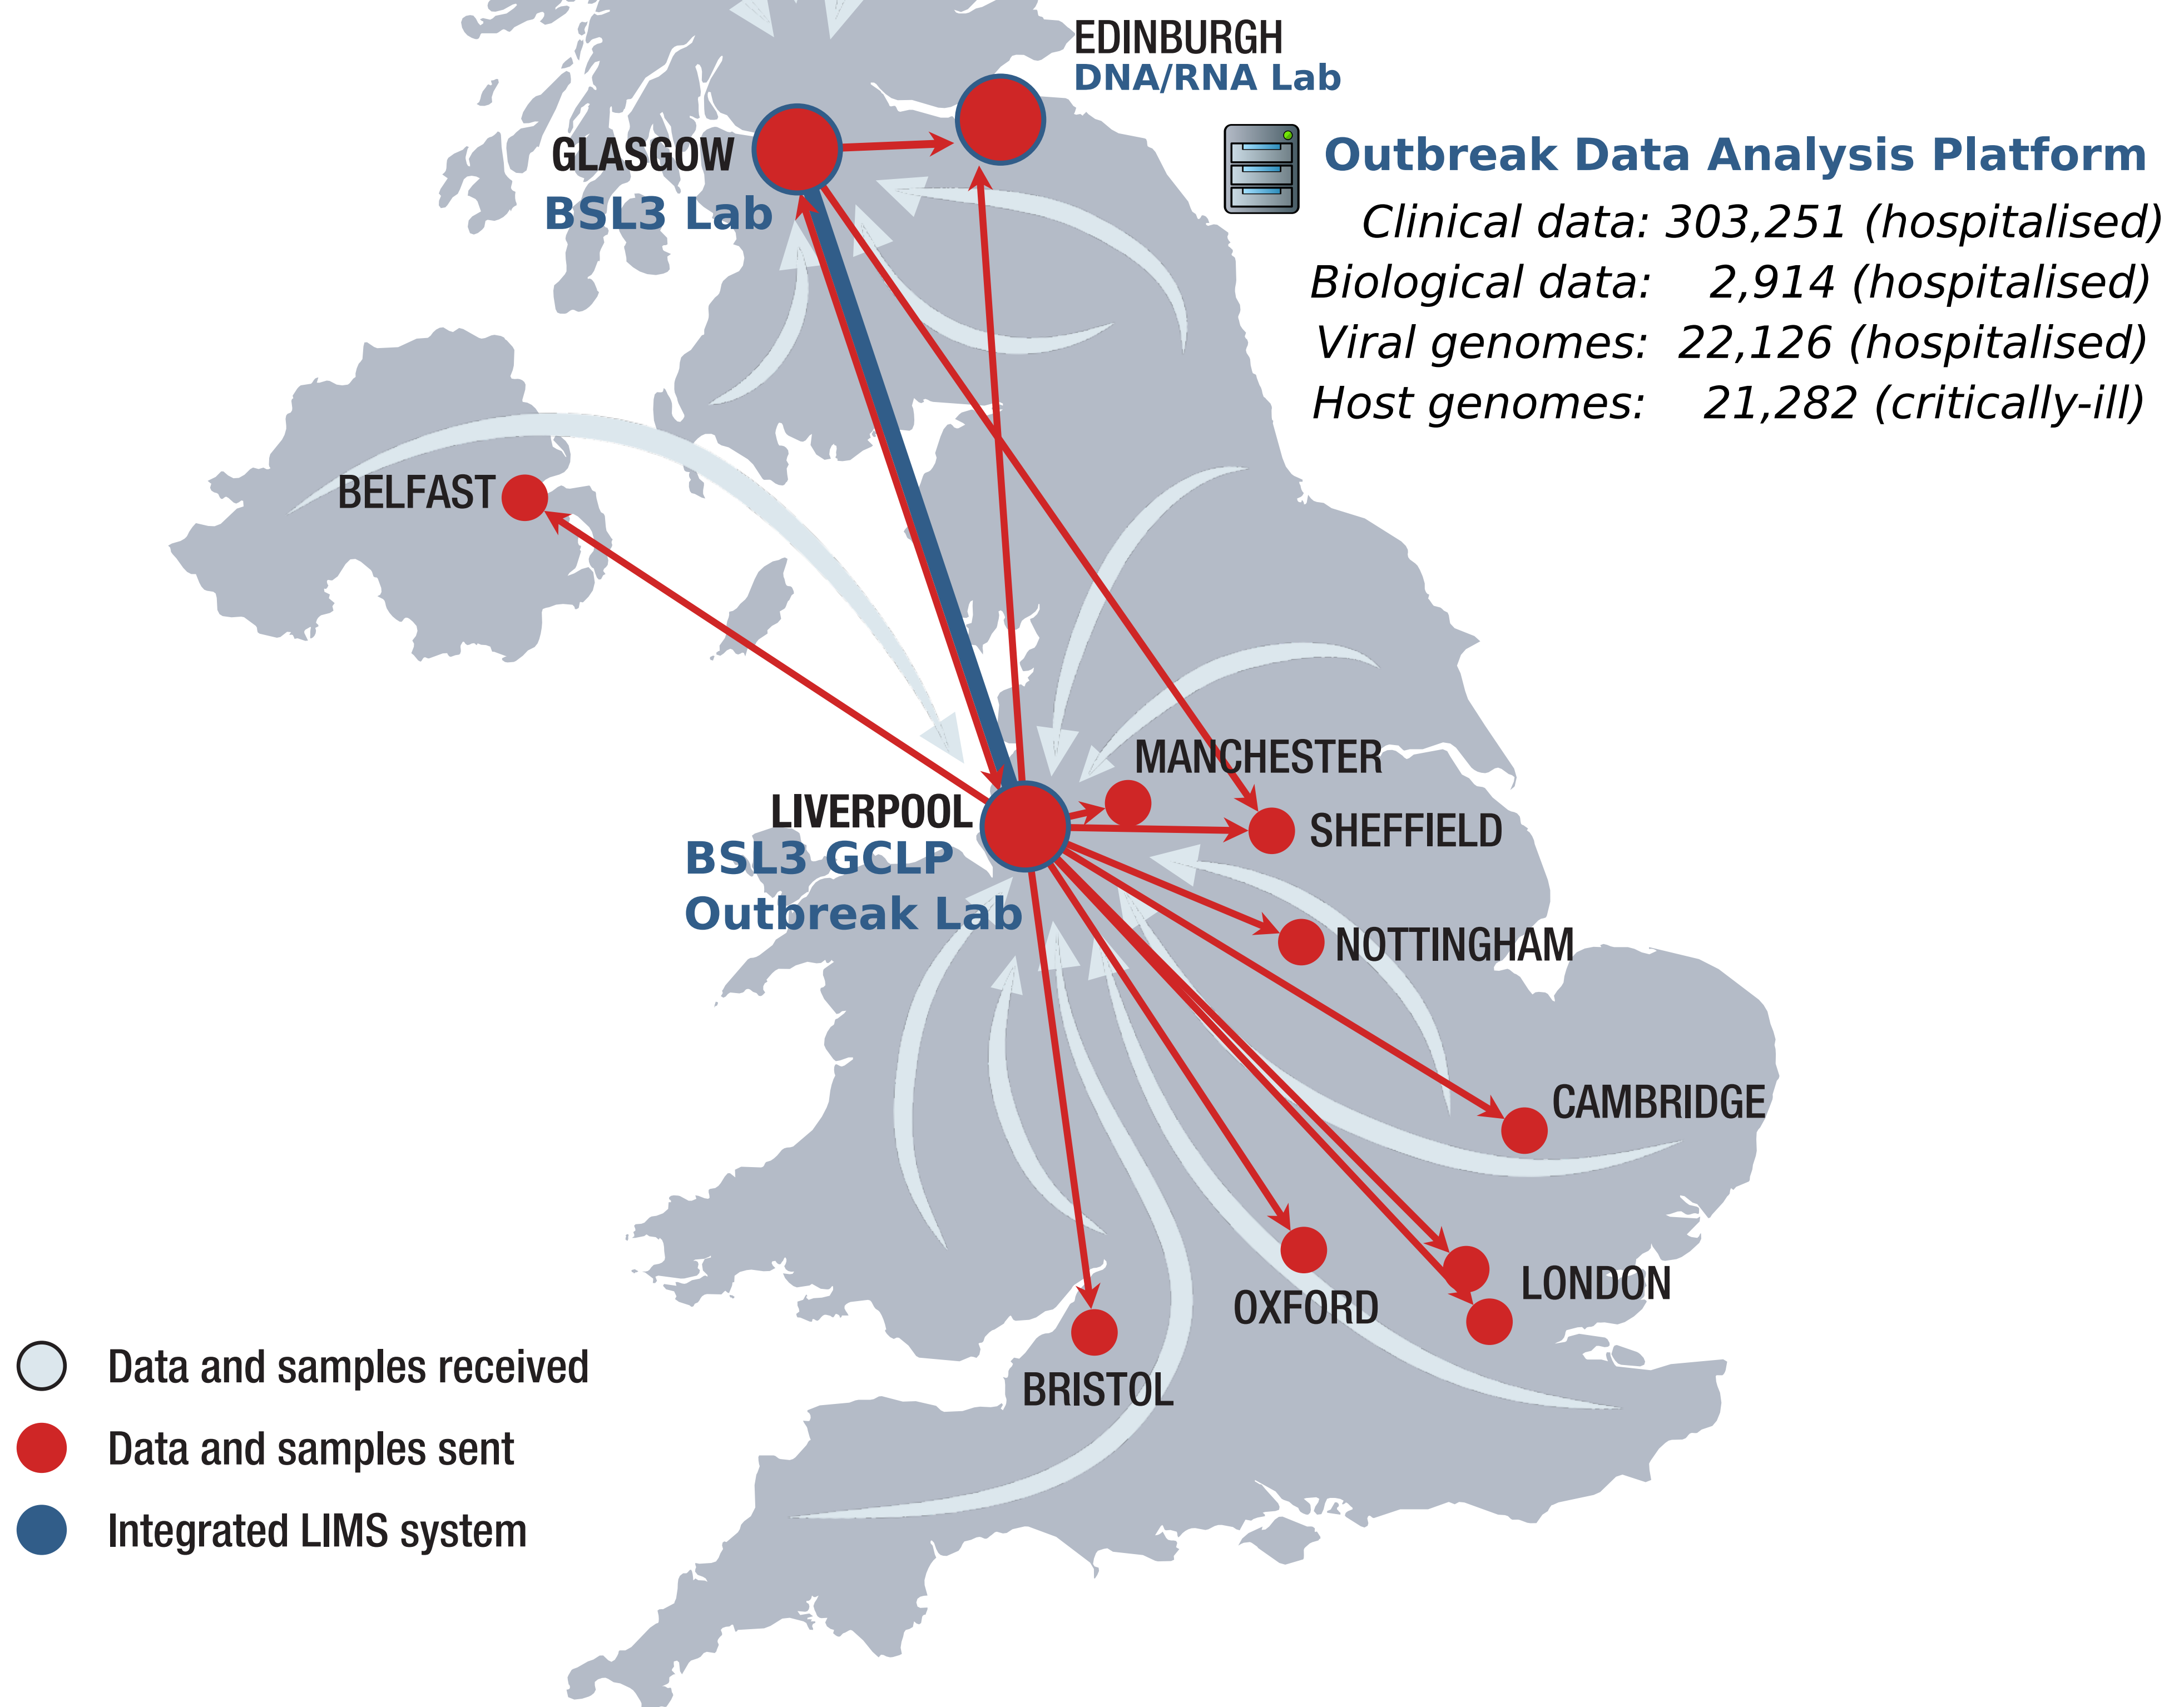 EDINBURGH
DNA/RNA Lab
GLASGOW
BSL3 Lab
Outbreak Data Analysis Platform
Clinical data: 303,251 (hospitalised)
Biological data: 2,914 (hospitalised)
Viral genomes: 22,126 (hospitalised)
Host genomes: 21,282 (critically-ill)
BELFAST
MANCHESTER
LIVERPOOL
BSL3 GCLP
Outbreak Lab
SHEFFIELD
NOTTINGHAM
CAMBRIDGE
LONDON
OXFORD
BRISTOL
Data and samples received
Data and samples sent
Integrated LIMS system